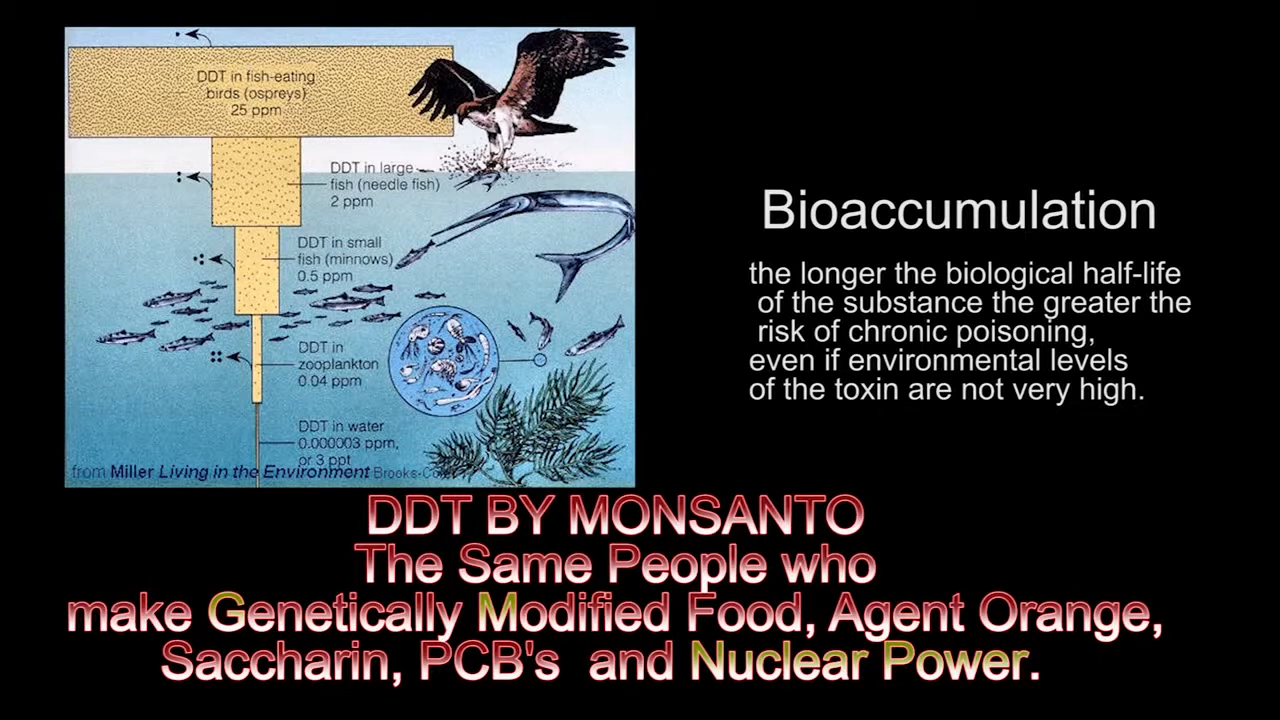 DDT in fish-eating
birds (ospreys)
25 ppm
DDT in large
fish (needle fish)
2 ppm
DDT in small
fish (minnows)
0.5 ppm
DDT in
zooplankton
0.04 ppm
DDT in water
0.000003 ppm,
or 3 ppt
from Miller Living in the Environment
Bioaccumulation
the longer the biological half-life
of the substance the greater the
risk of chronic poisoning,
even if environmental levels
of the toxin are not very high.
DDT BY MONSANTO
The Same People who
make Genetically Modified Food, Agent Orange,
Saccharin, PCB's and Nuclear Power.